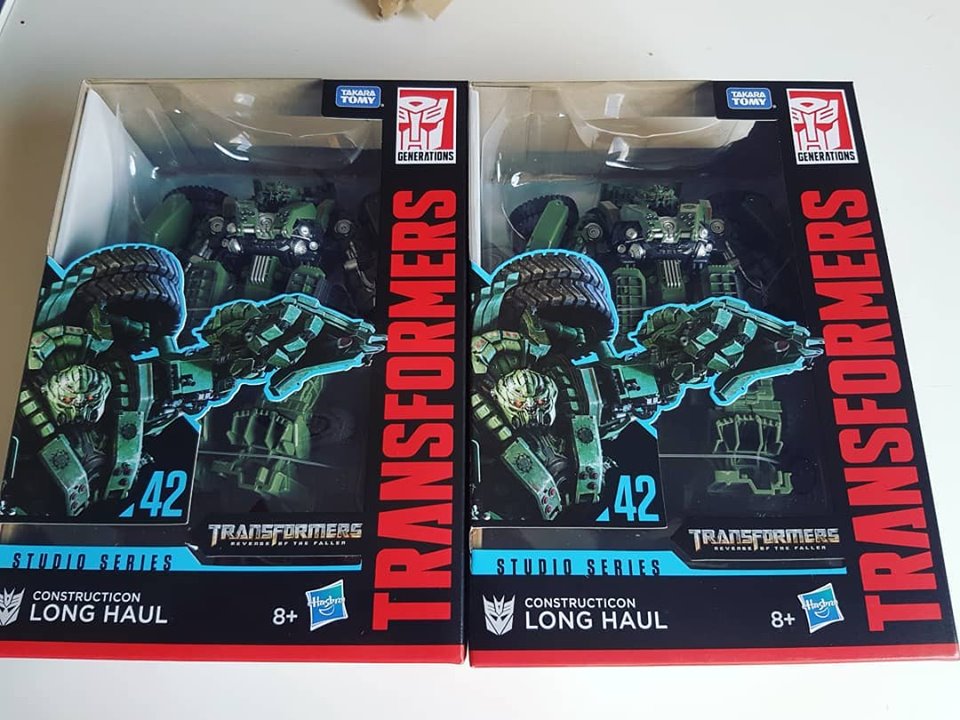 TAKARA
TOMY
GENERATIONS
TRANSFORMERS
42
TRANSFORMERS
REVENGE OF THE FALLEN
STUDIO SERIES
CONSTRUCTICON
LONG HAUL
8+
Hasbro
TAKARA
TOMY
GENERATIONS
TRANSFORMERS
42
TRANSFORMERS
REVENGE OF THE FALLEN
STUDIO SERIES
CONSTRUCTICON
LONG HAUL
8+
Hasbro